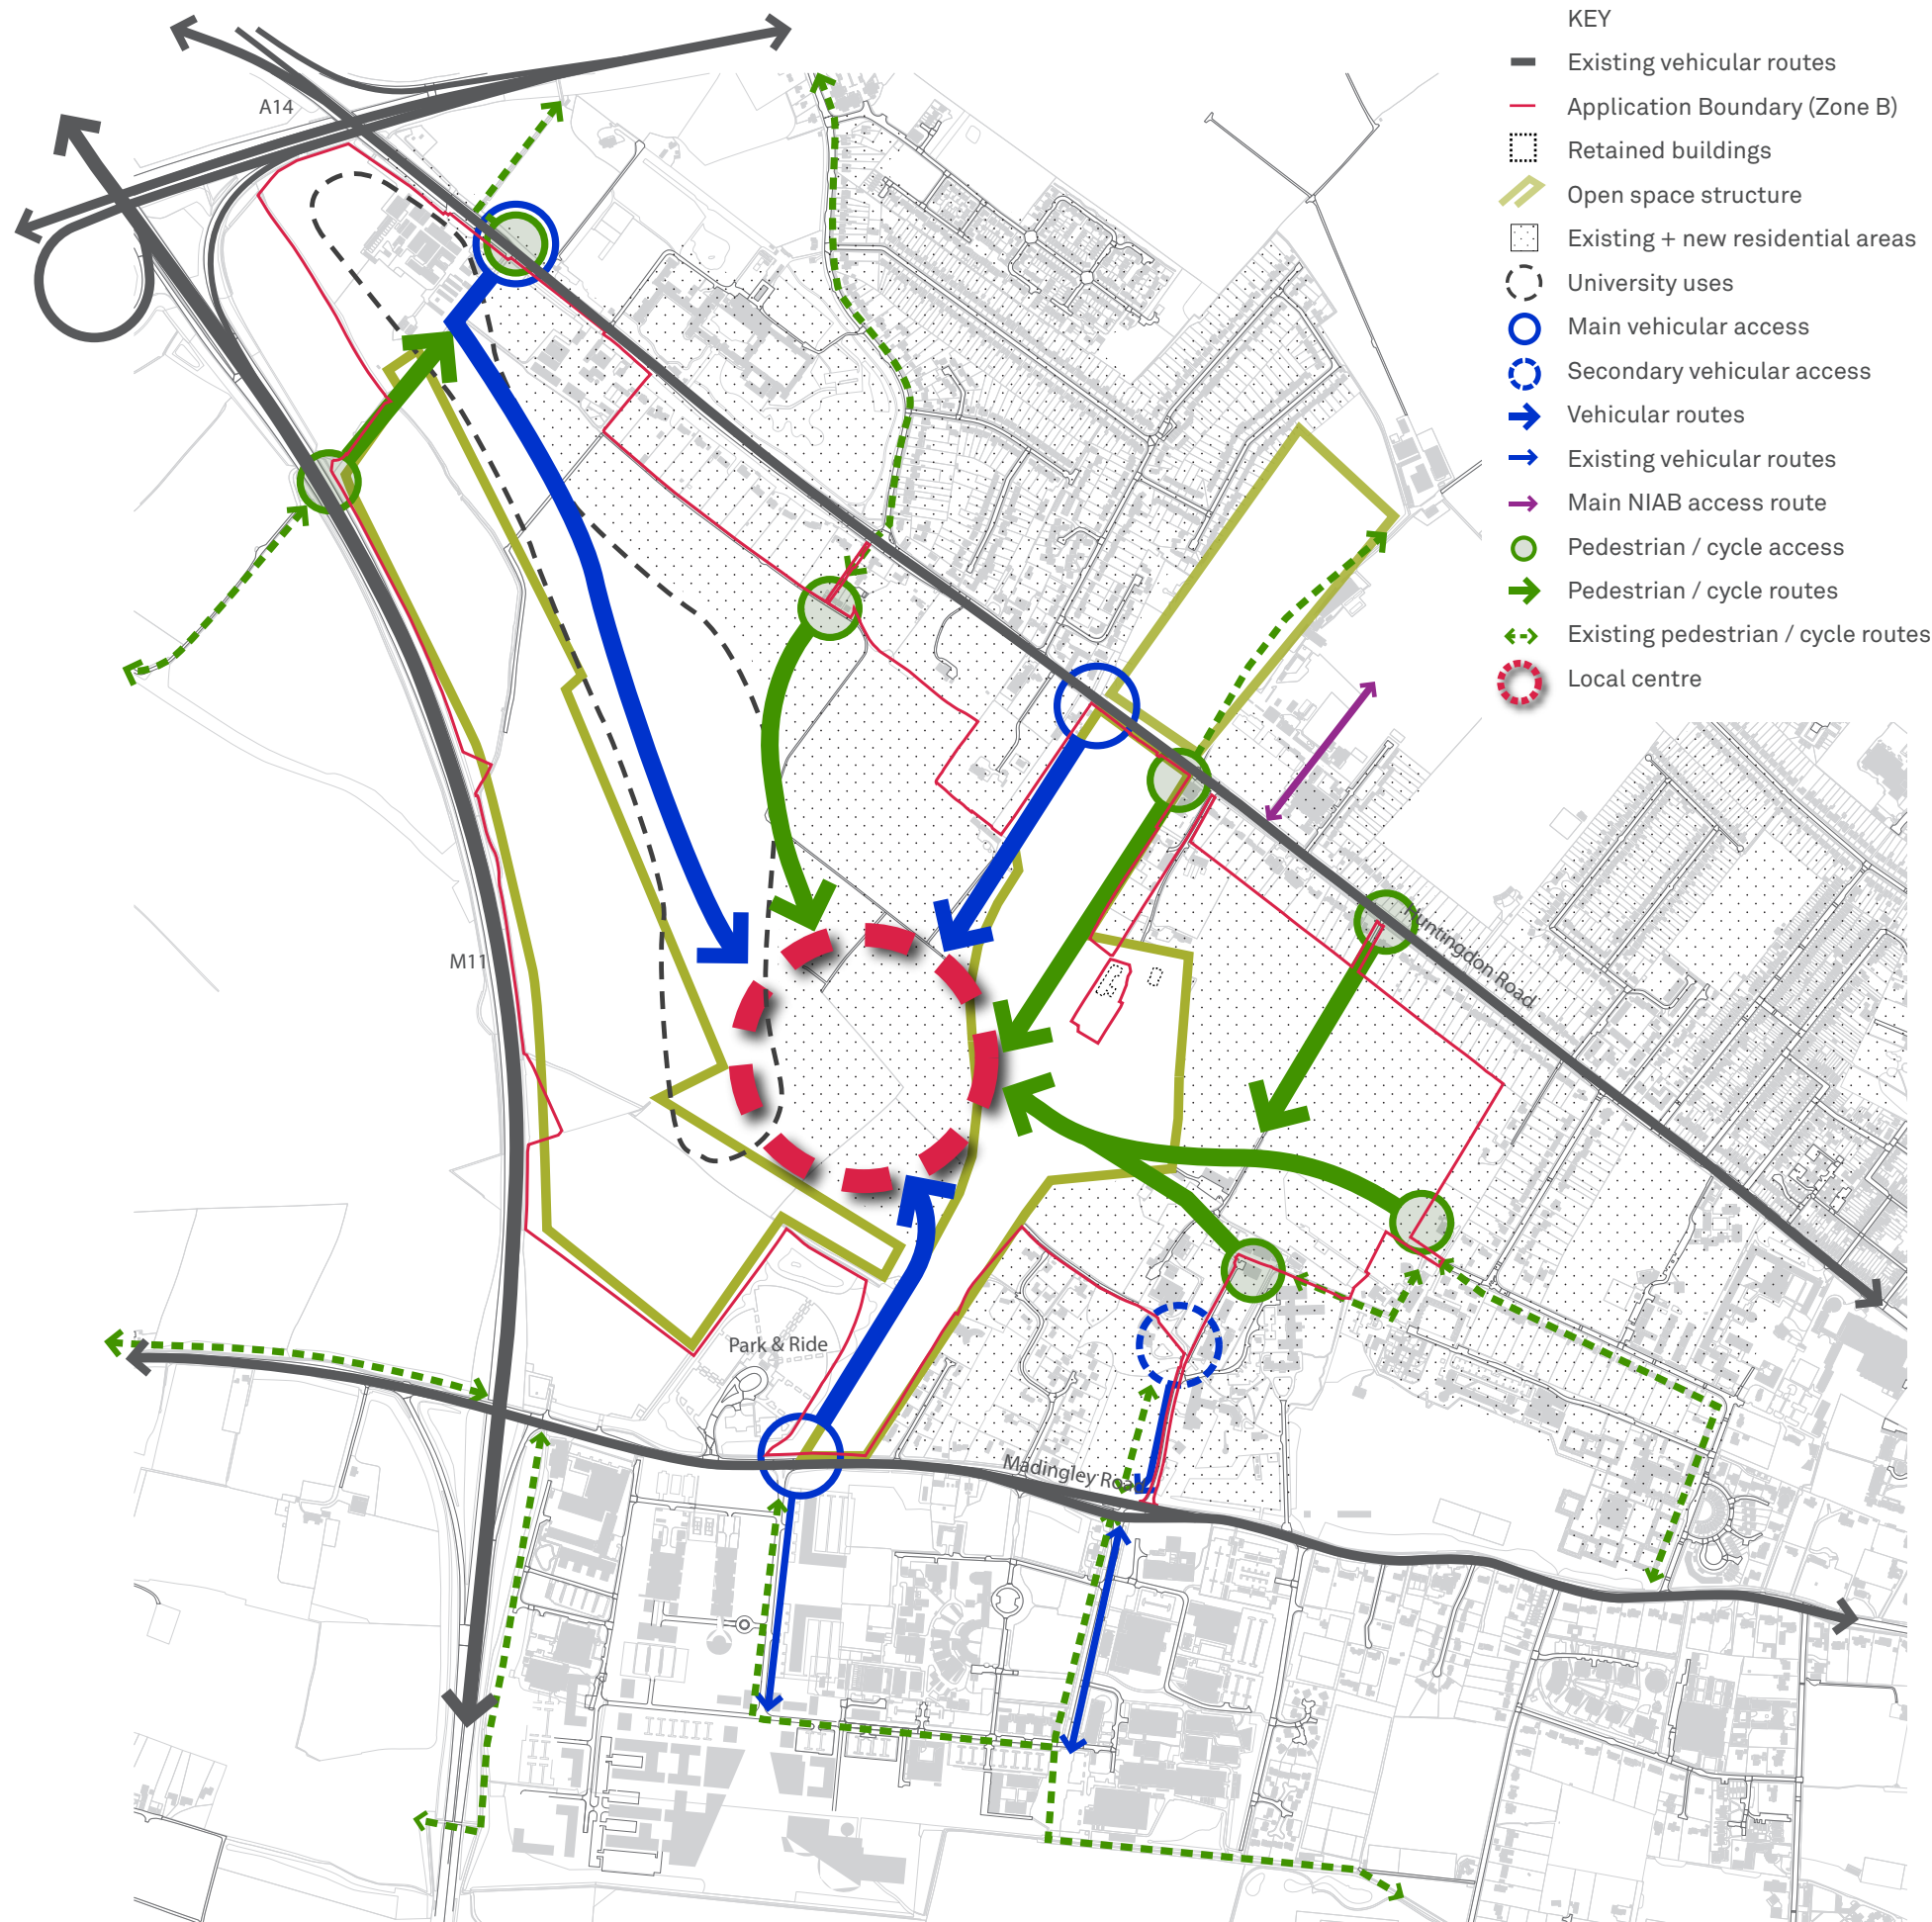 KEY
Existing vehicular routes
Application Boundary (Zone B)
Retained buildings
Open space structure
Existing + new residential areas
University uses
Main vehicular access
Secondary vehicular access
Vehicular routes
Existing vehicular routes
Main NIAB access route
Pedestrian / cycle access
Pedestrian / cycle routes
Existing pedestrian / cycle routes
Local centre
A14
M11
Huntingdon Road
Park & Ride
Madingley Road